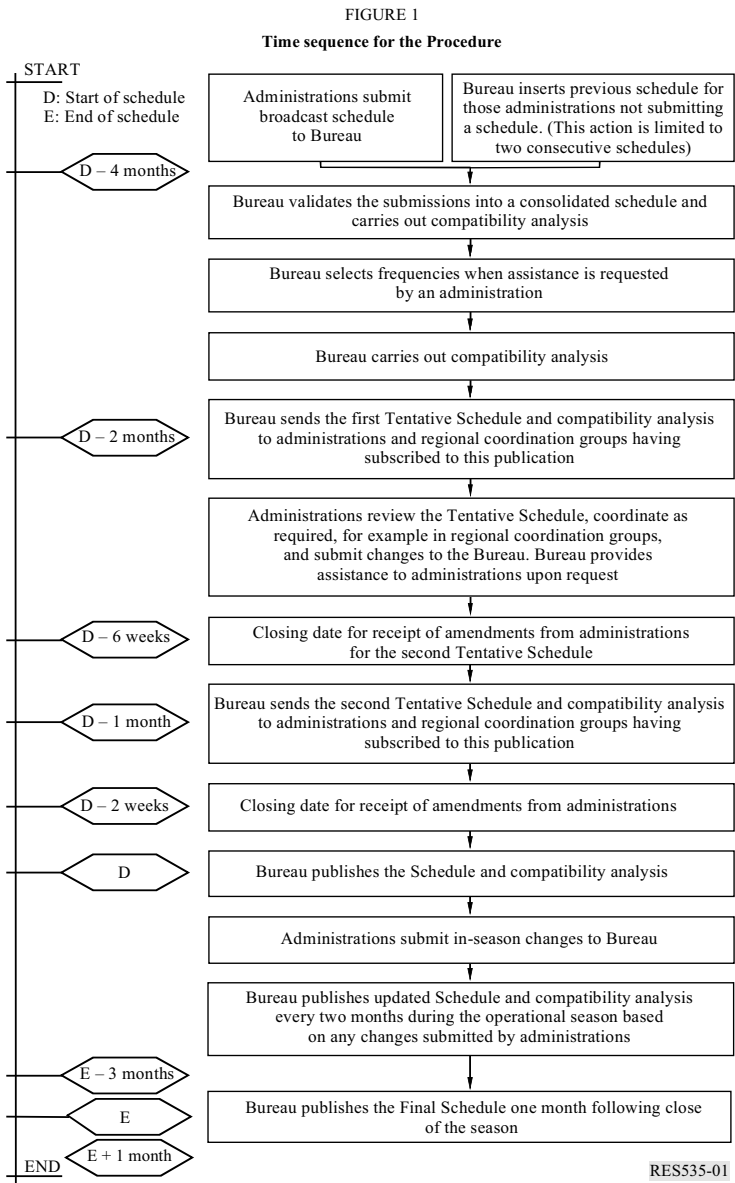 FIGURE 1
Time sequence for the Procedure
START
D: Start of schedule
E: End of schedule
Administrations submit
broadcast schedule
to Bureau
Bureau inserts previous schedule for
those administrations not submitting
a schedule. (This action is limited to
two consecutive schedules)
D – 4 months
Bureau validates the submissions into a consolidated schedule and
carries out compatibility analysis
Bureau selects frequencies when assistance is requested
by an administration
Bureau carries out compatibility analysis
D – 2 months
Bureau sends the first Tentative Schedule and compatibility analysis
to administrations and regional coordination groups having
subscribed to this publication
Administrations review the Tentative Schedule, coordinate as
required, for example in regional coordination groups,
and submit changes to the Bureau. Bureau provides
assistance to administrations upon request
D – 6 weeks
Closing date for receipt of amendments from administrations
for the second Tentative Schedule
D – 1 month
Bureau sends the second Tentative Schedule and compatibility analysis
to administrations and regional coordination groups having
subscribed to this publication
D – 2 weeks
Closing date for receipt of amendments from administrations
D
Bureau publishes the Schedule and compatibility analysis
Administrations submit in-season changes to Bureau
Bureau publishes updated Schedule and compatibility analysis
every two months during the operational season based
on any changes submitted by administrations
E – 3 months
E
Bureau publishes the Final Schedule one month following close
of the season
E + 1 month
END
RES535-01